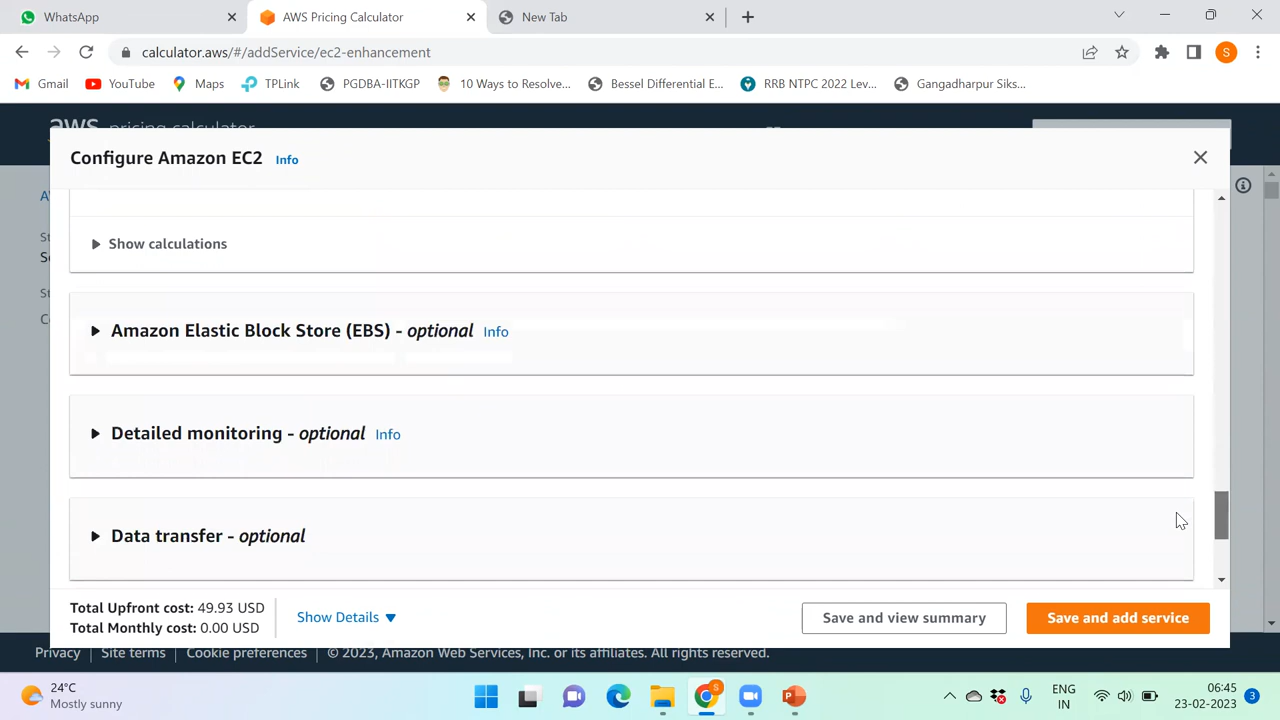 WhatsApp
AWS Pricing Calculator
New Tab
calculator.aws/#/addService/ec2-enhancement
S
Gmail
YouTube
Maps
TPLink
PGDBA-IITKGP
10 Ways to Resolve...
Bessel Differential E...
RRB NTPC 2022 Lev...
Gangadharpur Siks...
aws pricing calculator
Configure Amazon EC2 Info
Show calculations
Amazon Elastic Block Store (EBS) - optional Info
Detailed monitoring - optional Info
Data transfer - optional
Total Upfront cost: 49.93 USD
Total Monthly cost: 0.00 USD
Show Details
Save and view summary
Save and add service
Privacy Site terms Cookie preferences © 2023, Amazon Web Services, Inc. or its affiliates. All rights reserved.
24°C
Mostly sunny
ENG
IN
06:45
23-02-2023
3